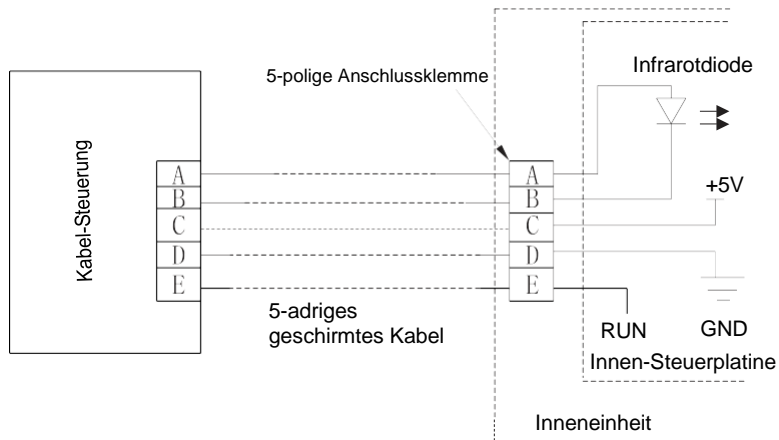 5-polige Anschlussklemme
Infrarotdiode
Kabel-Steuerung
A
B
C
D
E
A
B
C
D
E
+5V
5-adriges
geschirmtes Kabel
RUN
GND
Innen-Steuerplatine
Inneneinheit